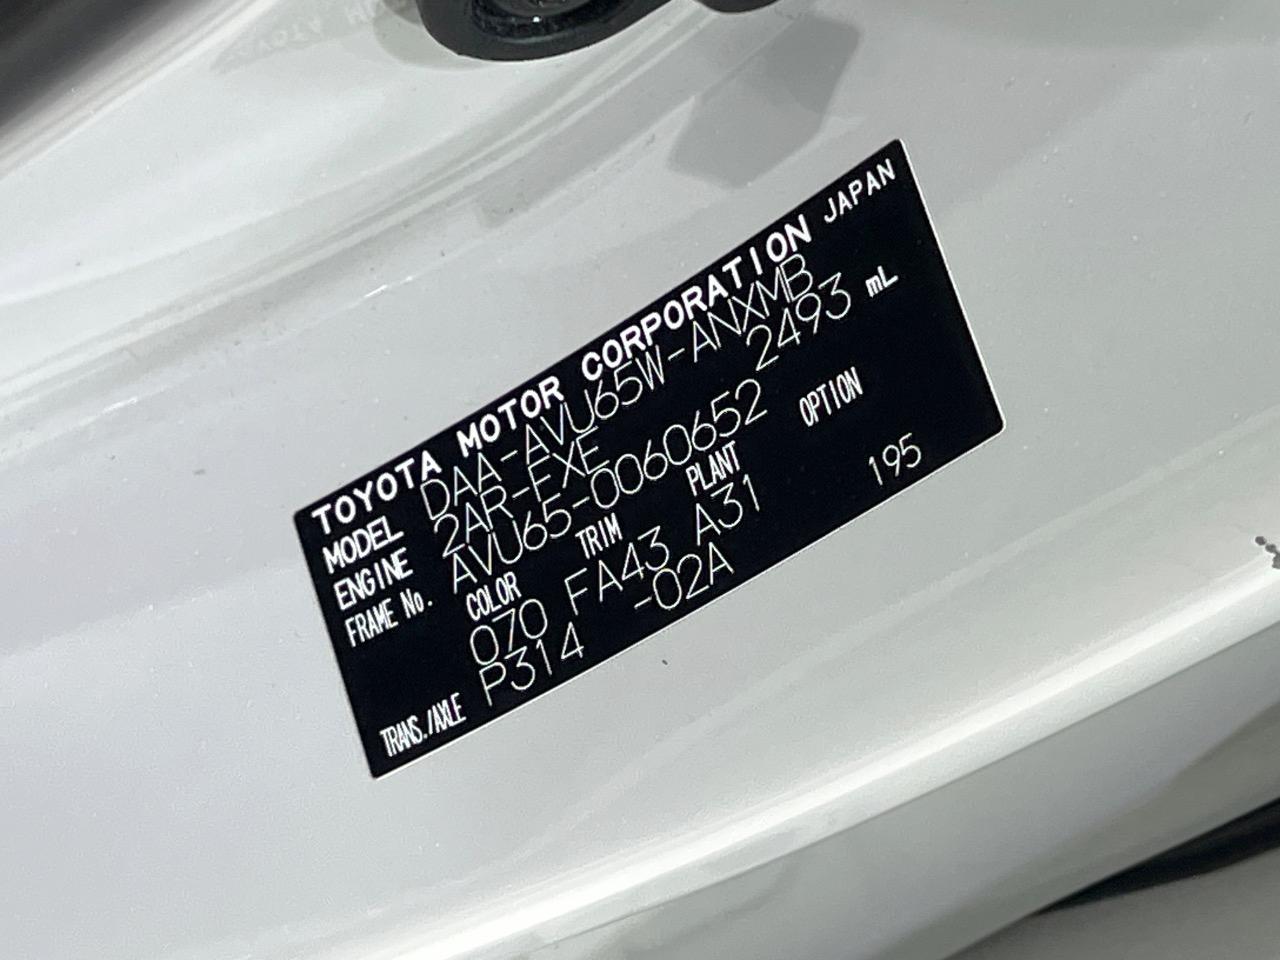 TOYOTA MOTOR CORPORATION JAPAN
MODEL DAA-AVU65W-ANXMB
ENGINE 2AR-FXE 2493 mL
FRAME No. AVU65-0060652
COLOR TRIM PLANT OPTION
070 FA43 A31 195
TRANS./AXLE P314 -02A